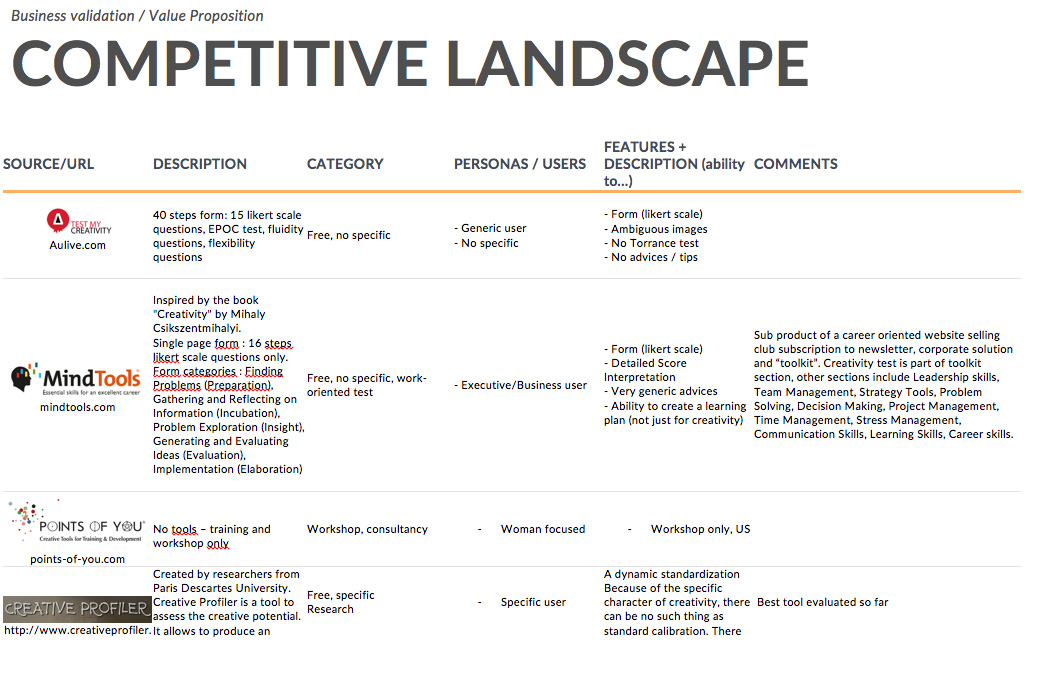 Business validation / Value Proposition
COMPETITIVE LANDSCAPE
SOURCE/URL
DESCRIPTION
CATEGORY
PERSONAS / USERS
FEATURES +
DESCRIPTION (ability
to...)
COMMENTS
TEST MY
CREATIVITY
Aulive.com
40 steps form: 15 likert scale
questions, EPOC test, fluidity
questions, flexibility
questions
Free, no specific
- Generic user
- No specific
- Form (likert scale)
- Ambiguous images
- No Torrance test
- No advices / tips
MindTools
Essential skills for an excellent career
mindtools.com
Inspired by the book
"Creativity" by Mihaly
Csikszentmihalyi.
Single page form : 16 steps
likert scale questions only.
Form categories : Finding
Problems (Preparation),
Gathering and Reflecting on
Information (Incubation),
Problem Exploration (Insight),
Generating and Evaluating
Ideas (Evaluation),
Implementation (Elaboration)
Free, no specific, work-
oriented test
- Executive/Business user
- Form (likert scale)
- Detailed Score
Interpretation
- Very generic advices
- Ability to create a learning
plan (not just for creativity)
Sub product of a career oriented website selling
club subscription to newsletter, corporate solution
and “toolkit”. Creativity test is part of toolkit
section, other sections include Leadership skills,
Team Management, Strategy Tools, Problem
Solving, Decision Making, Project Management,
Time Management, Stress Management,
Communication Skills, Learning Skills, Career skills.
POINTS OF YOU
Creative Tools for Training & Development
points-of-you.com
No tools – training and
workshop only
Workshop, consultancy
- Woman focused
- Workshop only, US
CREATIVE PROFILER
http://www.creativeprofiler.
Created by researchers from
Paris Descartes University.
Creative Profiler is a tool to
assess the creative potential.
It allows to produce an
Free, specific
Research
- Specific user
A dynamic standardization
Because of the specific
character of creativity, there
can be no such thing as
standard calibration. There
Best tool evaluated so far